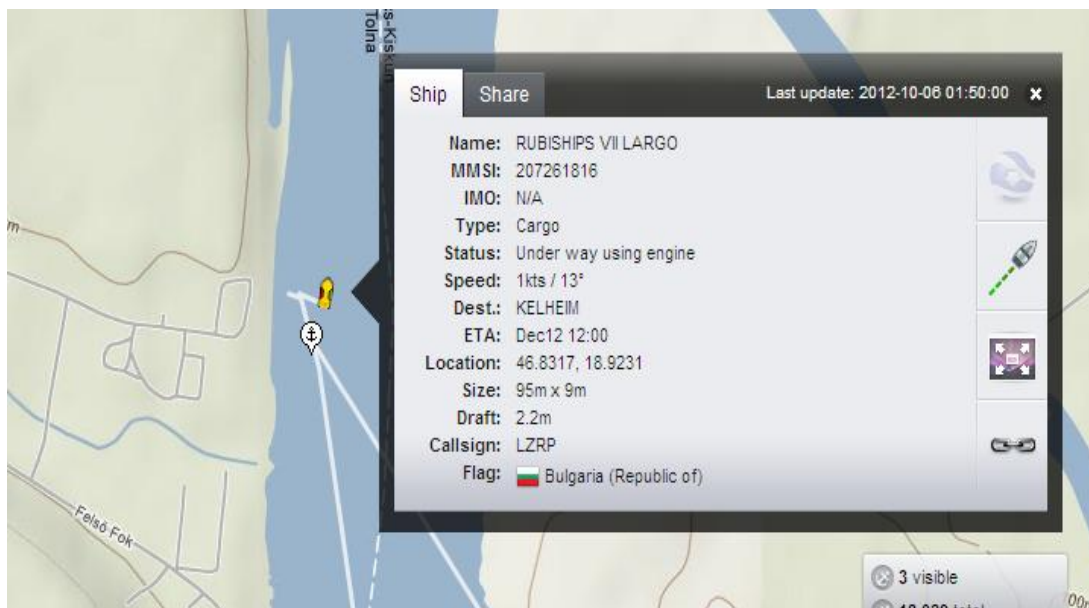 s-Kiskun
Tolna
Ship
Share
Last update: 2012-10-06 01:50:00
Name: RUBISHIPS VII LARGO
MMSI: 207261816
IMO: N/A
Type: Cargo
Status: Under way using engine
Speed: 1kts / 13°
Dest.: KELHEIM
ETA: Dec12 12:00
Location: 46.8317, 18.9231
Size: 95m x 9m
Draft: 2.2m
Callsign: LZRP
Flag: Bulgaria (Republic of)
Felső Fok
3 visible
total